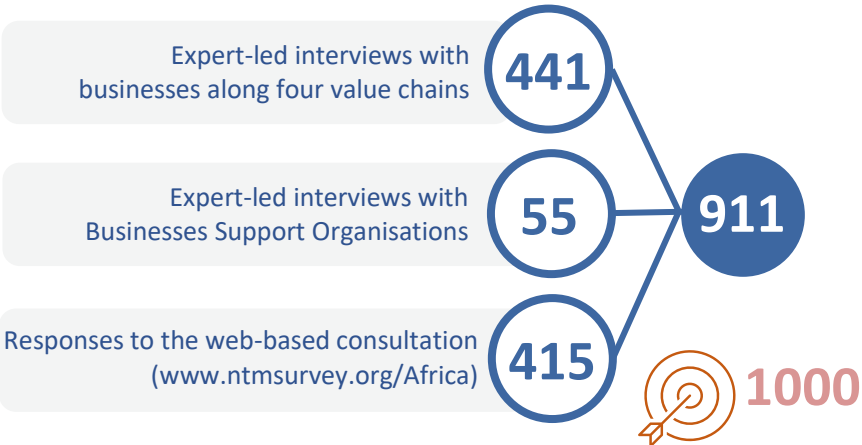 Expert-led interviews with
businesses along four value chains
441
Expert-led interviews with
Businesses Support Organisations
55
911
Responses to the web-based consultation
(www.ntmsurvey.org/Africa)
415
1000